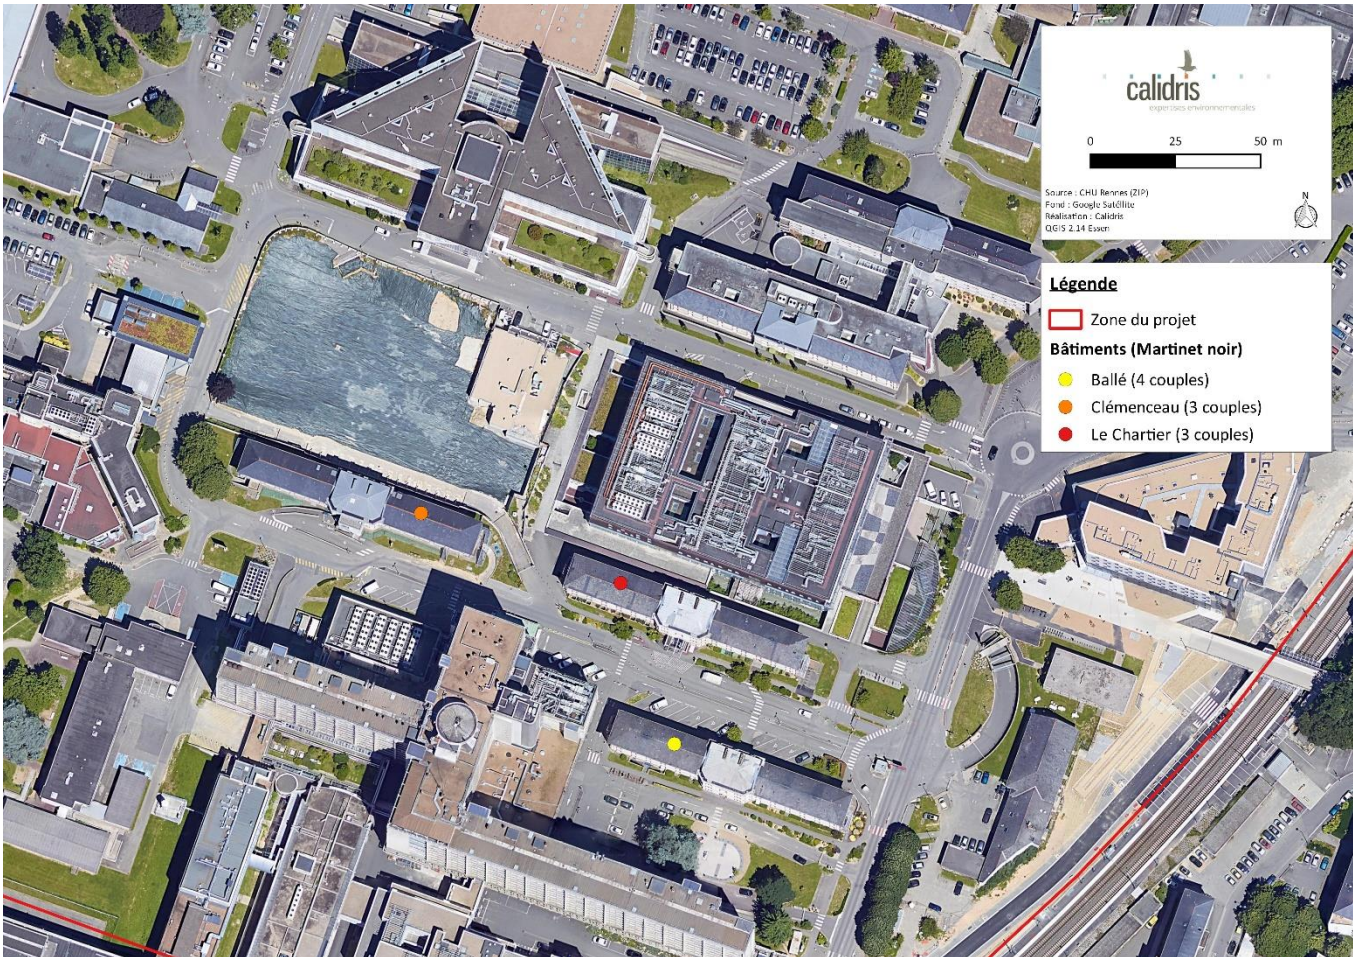 calidris
expertises environnementales
0 25 50 m
Source : CHU Rennes (ZIP)
Fond : Google Satéllite
Réalisation : Calidris
QGIS 2.14 Essen
N
Légende
Zone du projet
Bâtiments (Martinet noir)
Ballé (4 couples)
Clémenceau (3 couples)
Le Chartier (3 couples)